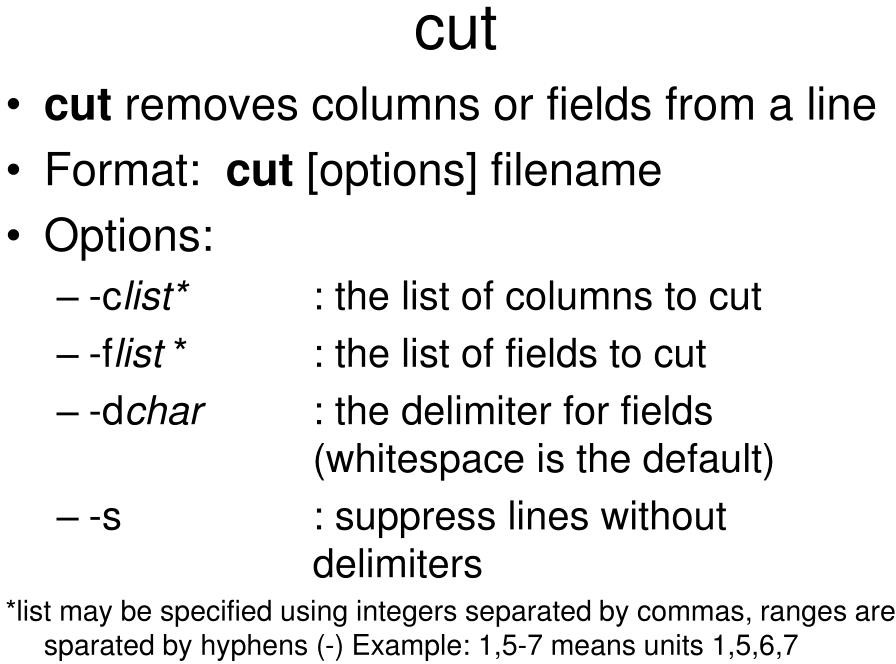 cut
• cut removes columns or fields from a line
• Format: cut [options] filename
• Options:
– -clist* : the list of columns to cut
– -flist * : the list of fields to cut
– -dchar : the delimiter for fields
(whitespace is the default)
– -s : suppress lines without
delimiters
*list may be specified using integers separated by commas, ranges are
sparated by hyphens (-) Example: 1,5-7 means units 1,5,6,7